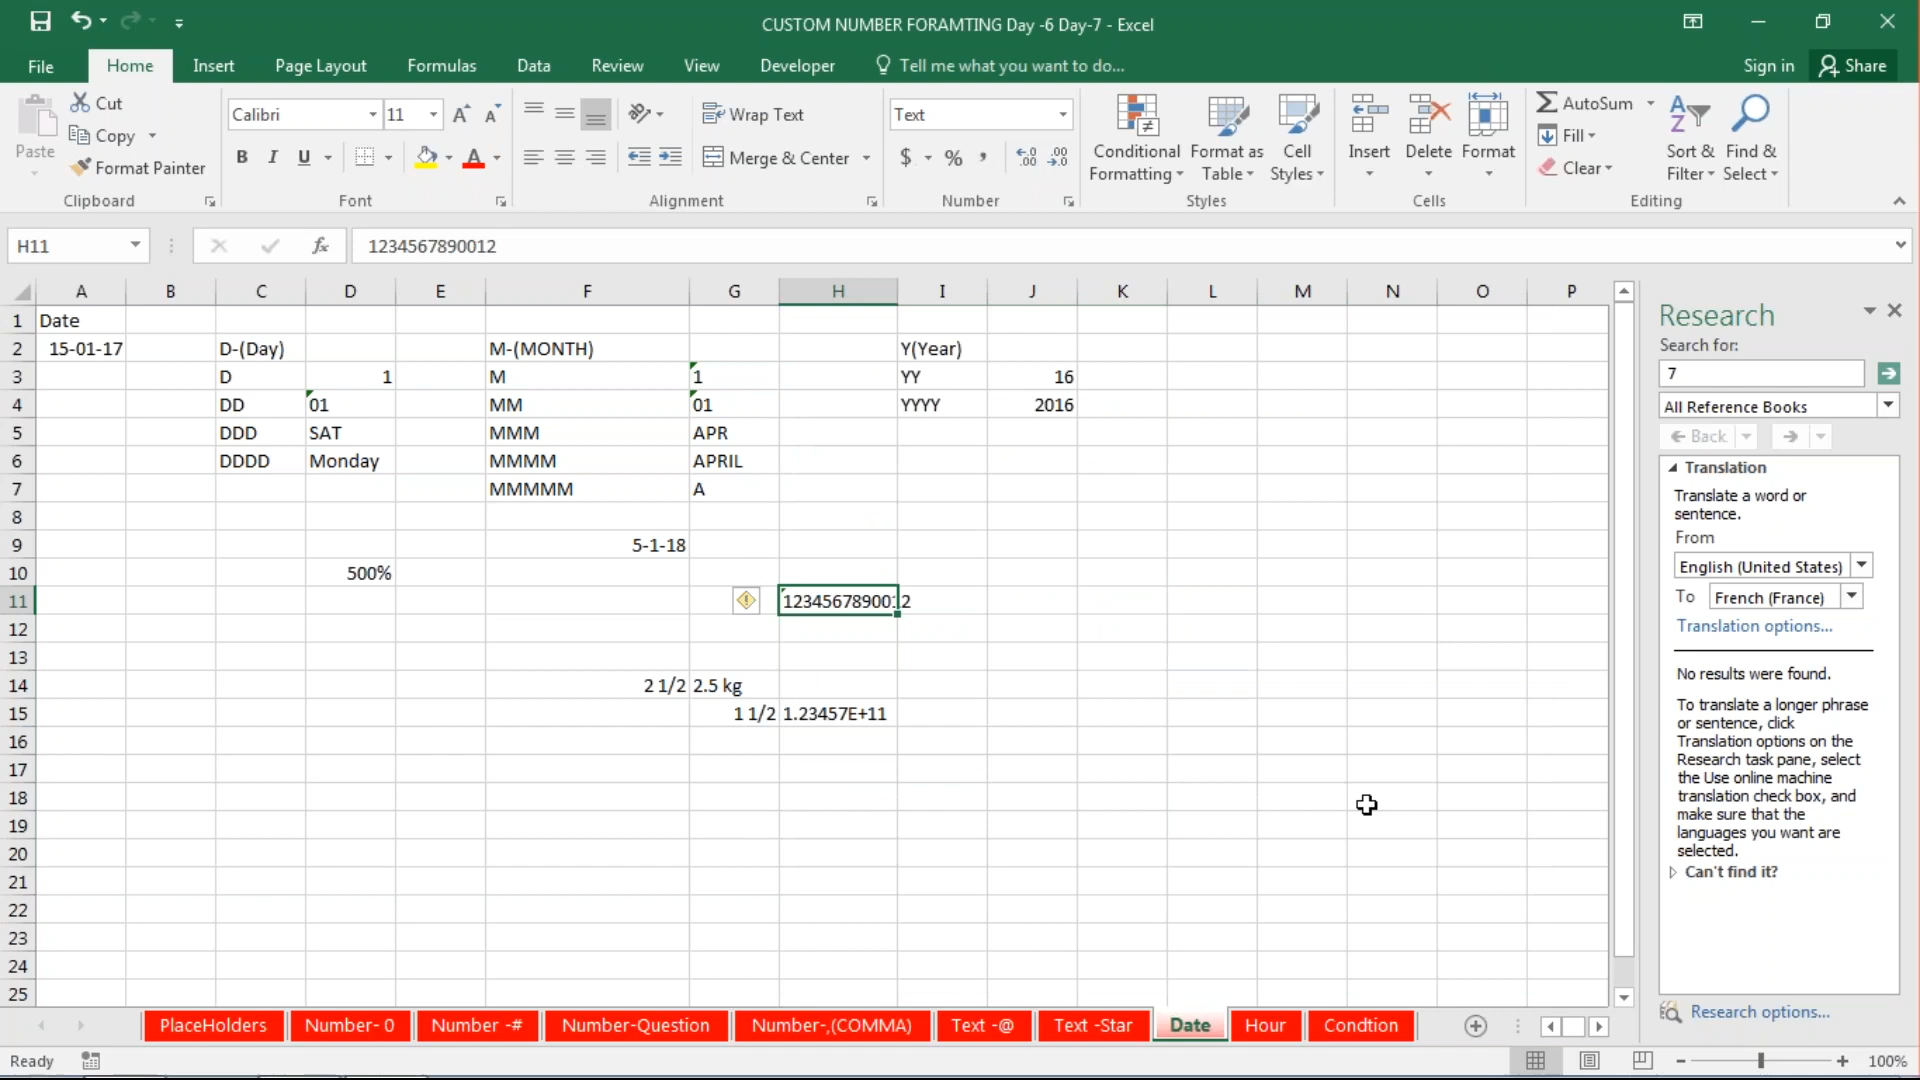 CUSTOM NUMBER FORAMTING Day -6 Day-7 - Excel
File Home Insert Page Layout Formulas Data Review View Developer Tell me what you want to do... Sign in Share
Paste
Cut
Copy
Format Painter
Clipboard
Calibri 11
B I U A
Font
Wrap Text
Merge & Center
Alignment
Text
$ % ,
Number
Conditional Formatting
Format as Table
Cell Styles
Styles
Insert Delete Format
Cells
AutoSum
Fill
Clear
Sort & Filter
Find & Select
Editing
H11 fx 1234567890012
A B C D E F G H I J K L M N O P
1 Date
2 15-01-17 D-(Day) M-(MONTH) Y(Year)
3 D 1 M 1 YY 16
4 DD 01 MM 01 YYYY 2016
5 DDD SAT MMM APR
6 DDDD Monday MMMM APRIL
7 MMMMM A
8
9 5-1-18
10 500%
11 1234567890012
12
13
14 2 1/2 2.5 kg
15 1 1/2 1.23457E+11
16
17
18
19
20
21
22
23
24
25
Research
Search for:
7
All Reference Books
Back
Translation
Translate a word or
sentence.
From
English (United States)
To French (France)
Translation options...
No results were found.
To translate a longer phrase
or sentence, click
Translation options on the
Research task pane, select
the Use online machine
translation check box, and
make sure that the
languages you want are
selected.
Can't find it?
Research options...
PlaceHolders Number- 0 Number -# Number-Question Number-,(COMMA) Text -@ Text -Star Date Hour Condtion
Ready 100%